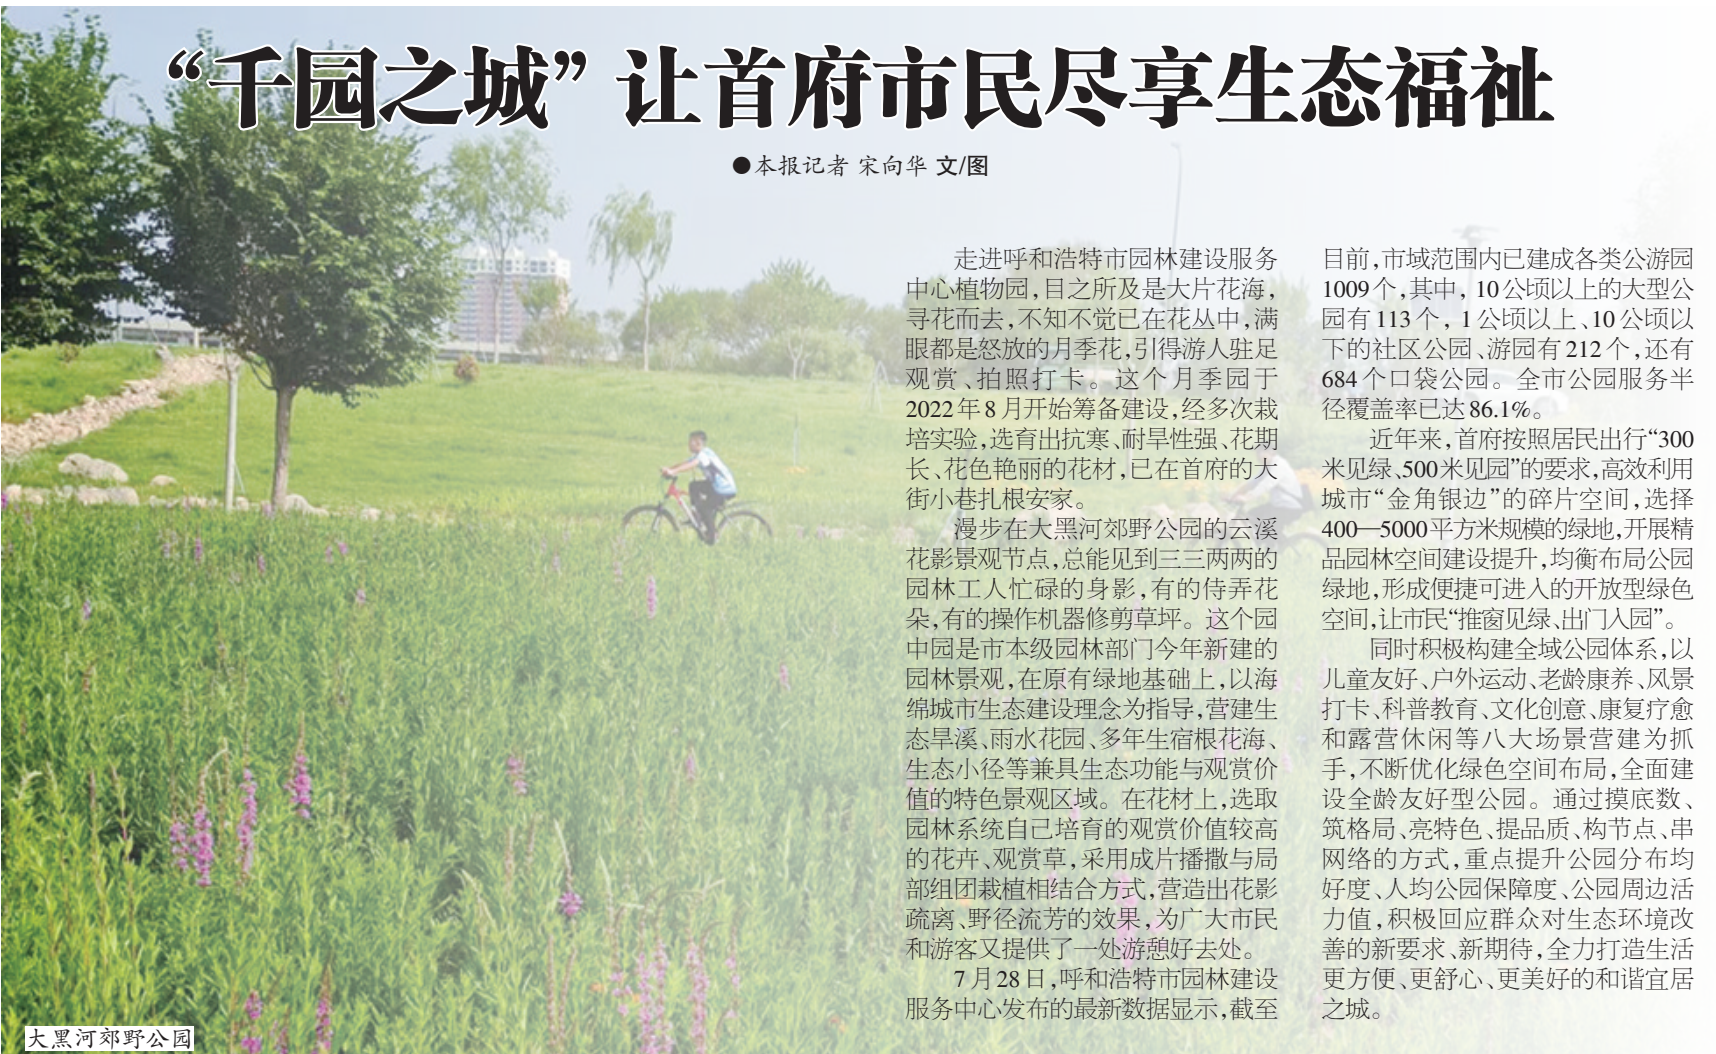 “千园之城”让首府市民尽享生态福祉
●本报记者 宋向华 文/图
走进呼和浩特市园林建设服务
中心植物园,目之所及是大片花海,
寻花而去,不知不觉已在花丛中,满
眼都是怒放的月季花,引得游人驻足
观赏、拍照打卡。这个月季园于
2022年8月开始筹备建设,经多次栽
培实验,选育出抗寒、耐旱性强、花期
长、花色艳丽的花材,已在首府的大
街小巷扎根安家。
漫步在大黑河郊野公园的云溪
花影景观节点,总能见到三三两两的
园林工人忙碌的身影,有的侍弄花
朵,有的操作机器修剪草坪。这个园
中园是市本级园林部门今年新建的
园林景观,在原有绿地基础上,以海
绵城市生态建设理念为指导,营建生
态旱溪、雨水花园、多年生宿根花海、
生态小径等兼具生态功能与观赏价
值的特色景观区域。在花材上,选取
园林系统自己培育的观赏价值较高
的花卉、观赏草,采用成片播撒与局
部组团栽植相结合方式,营造出花影
疏离、野径流芳的效果,为广大市民
和游客又提供了一处游憩好去处。
7月28日,呼和浩特市园林建设
服务中心发布的最新数据显示,截至
目前,市域范围内已建成各类公游园
1009个,其中,10公顷以上的大型公
园有113个,1公顷以上、10公顷以
下的社区公园、游园有212个,还有
684个口袋公园。全市公园服务半
径覆盖率已达86.1%。
近年来,首府按照居民出行“300
米见绿、500米见园”的要求,高效利用
城市“金角银边”的碎片空间,选择
400—5000平方米规模的绿地,开展精
品园林空间建设提升,均衡布局公园
绿地,形成便捷可进入的开放型绿色
空间,让市民“推窗见绿、出门入园”。
同时积极构建全域公园体系,以
儿童友好、户外运动、老龄康养、风景
打卡、科普教育、文化创意、康复疗愈
和露营休闲等八大场景营建为抓
手,不断优化绿色空间布局,全面建
设全龄友好型公园。通过摸底数、
筑格局、亮特色、提品质、构节点、串
网络的方式,重点提升公园分布均
好度、人均公园保障度、公园周边活
力值,积极回应群众对生态环境改
善的新要求、新期待,全力打造生活
更方便、更舒心、更美好的和谐宜居
之城。
大黑河郊野公园